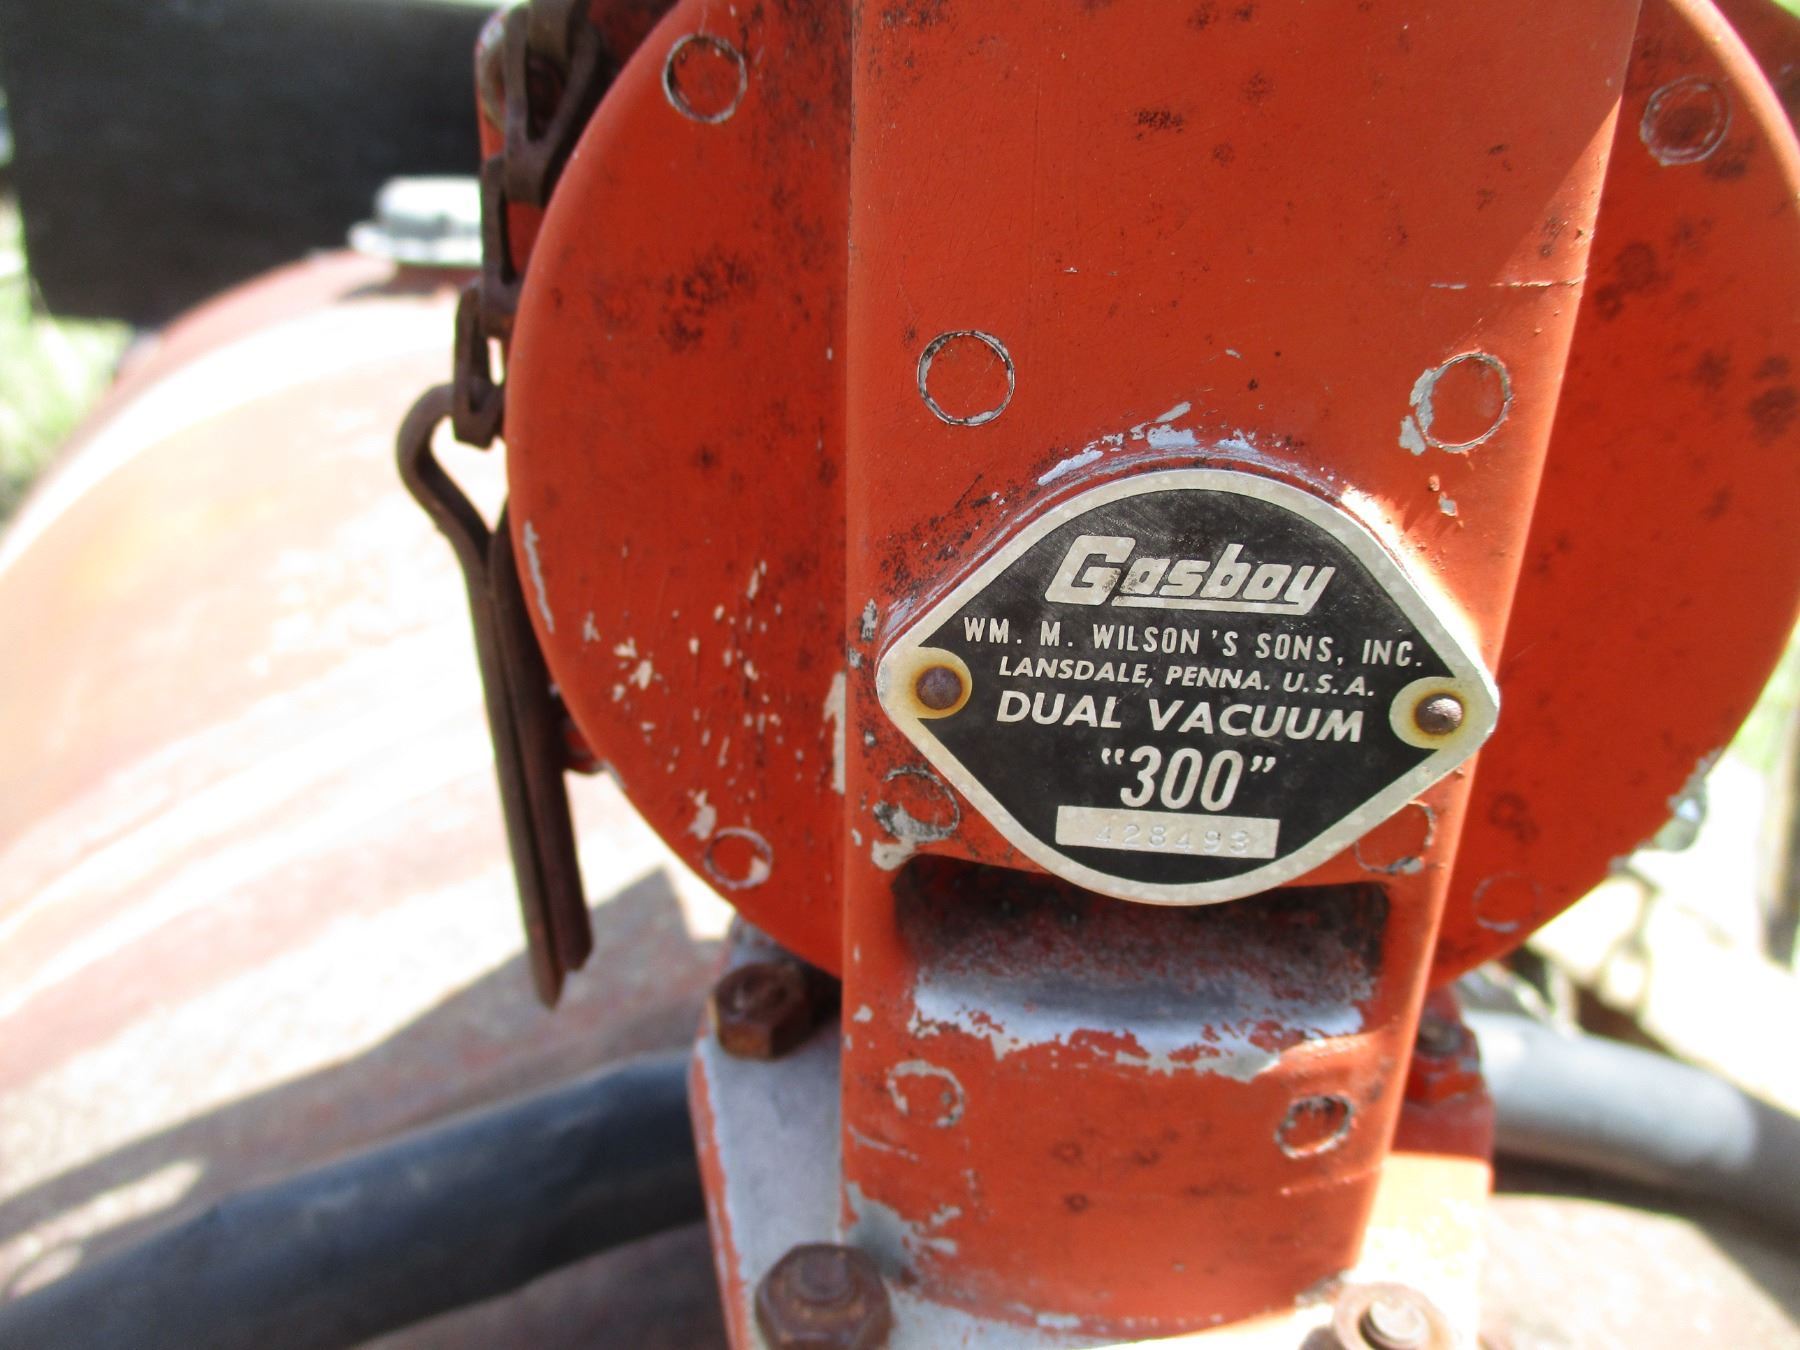 Gasboy
WM. M. WILSON'S SONS, INC.
LANSDALE, PENNA. U.S.A.
DUAL VACUUM
"300"
428493